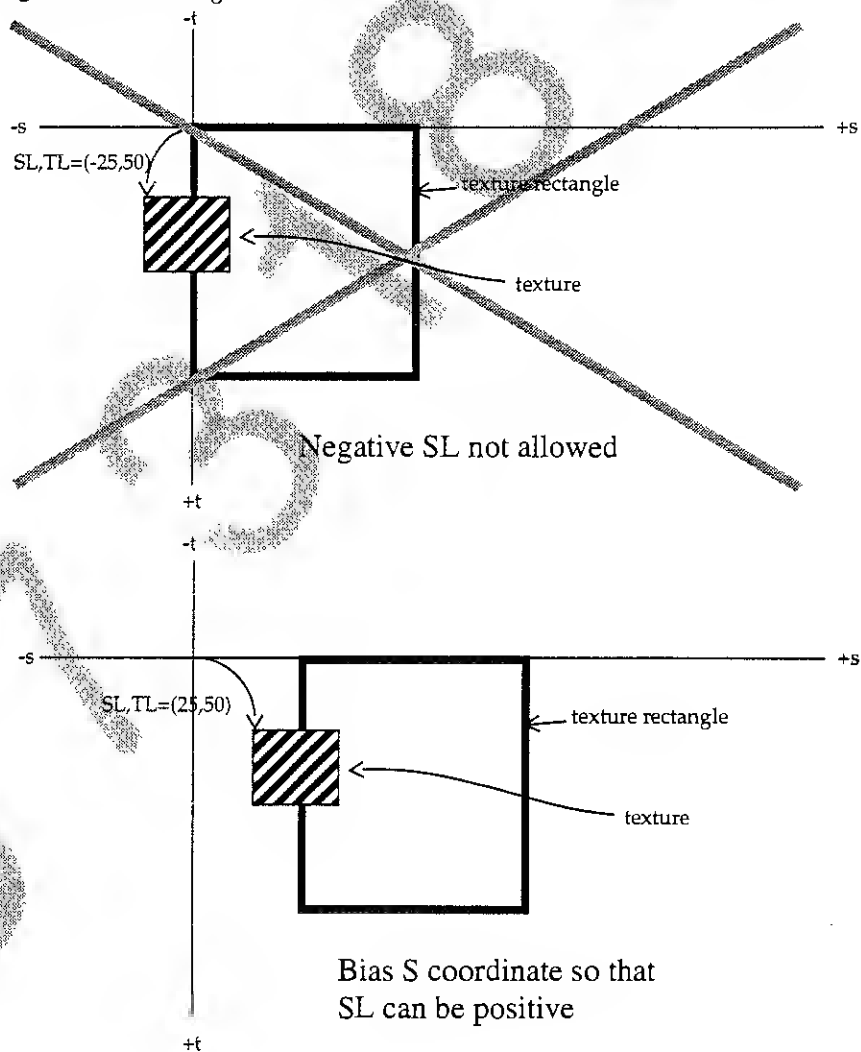 -t
-s
+s
SL,TL=(-25,50)
texture rectangle
texture
Negative SL not allowed
+t
-t
-s
+s
SL,TL=(25,50)
texture rectangle
texture
Bias S coordinate so that
SL can be positive
+t